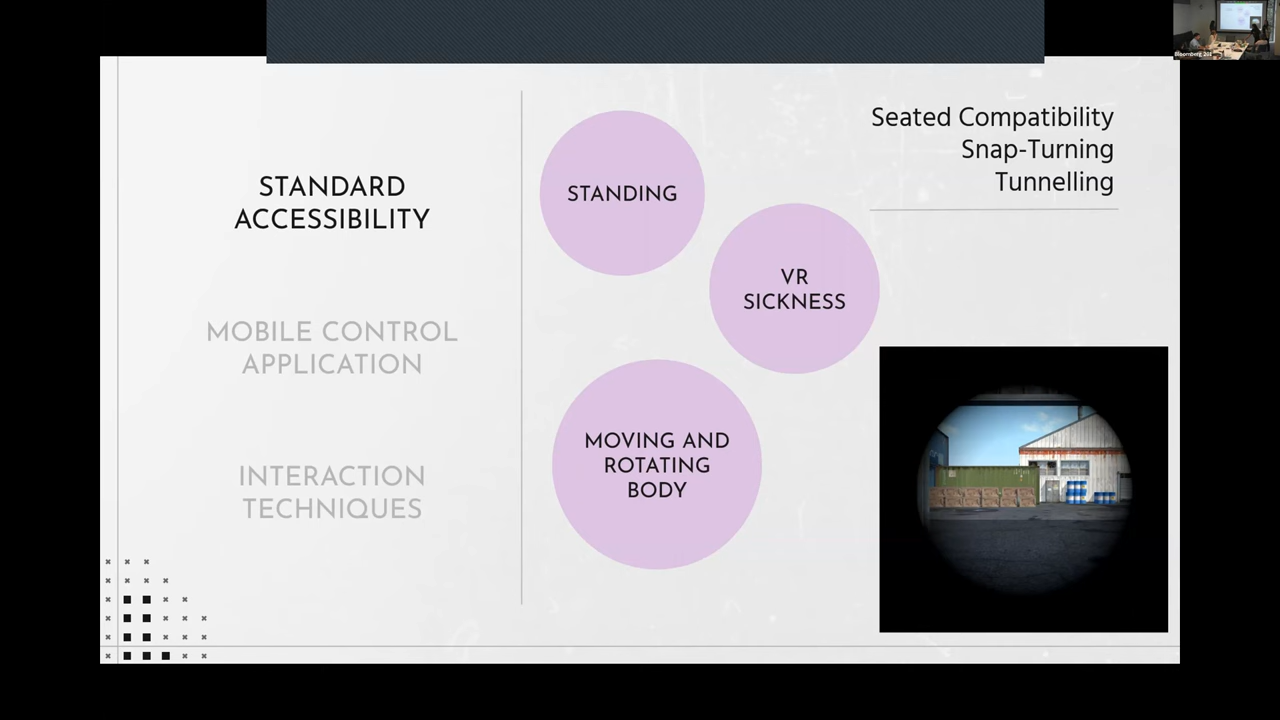 STANDARD
ACCESSIBILITY
MOBILE CONTROL
APPLICATION
INTERACTION
TECHNIQUES
STANDING
VR
SICKNESS
MOVING AND
ROTATING
BODY
Seated Compatibility
Snap-Turning
Tunnelling